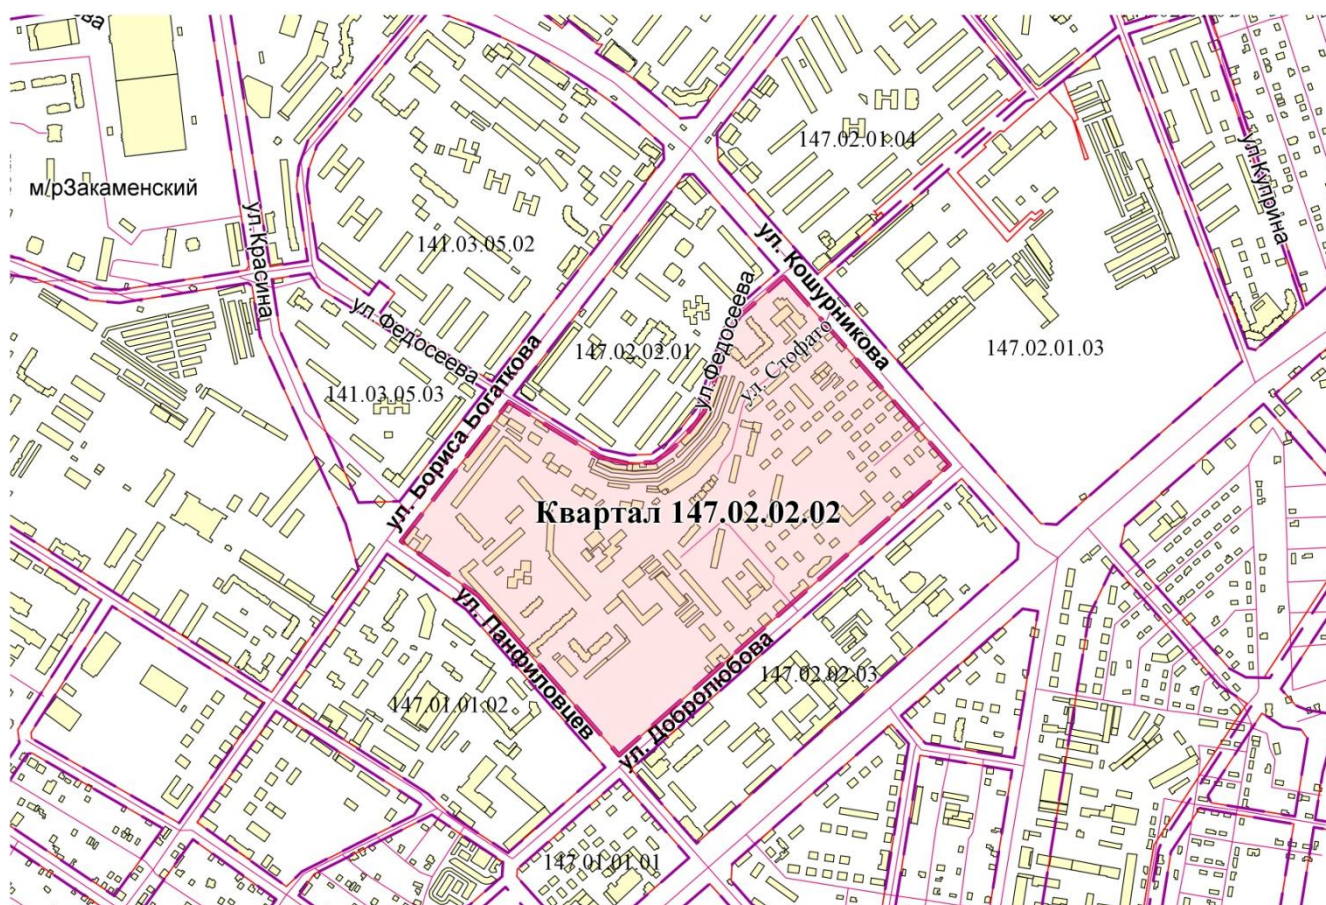 147.02.01.04
ул. Куприна
м/рЗакаменский
ул. Красина
141.03.05.02
ул. Кошурникова
ул. Федосеева
ул. Федосеева
147.02.02.01
ул. Стофато
147.02.01.03
141.03.05.03
ул. Бориса Богаткова
Квартал 147.02.02.02
ул. Панфиловцев
ул. Добролюбова
147.02.02.03
147.01.01.02
147.01.01.01